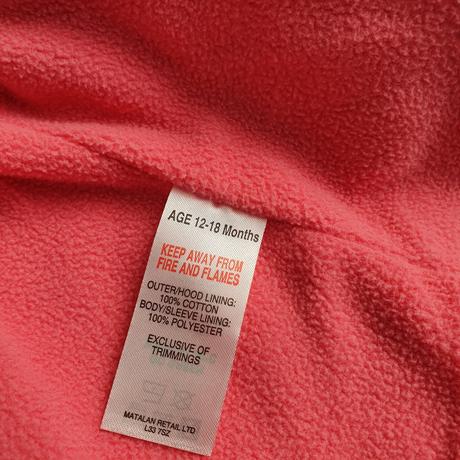 AGE 12-18 Months
KEEP AWAY FROM
FIRE AND FLAMES
OUTER/HOOD LINING:
100% COTTON
BODY/SLEEVE LINING:
100% POLYESTER
EXCLUSIVE OF
TRIMMINGS
MATALAN RETAIL LTD
L33 7SZ